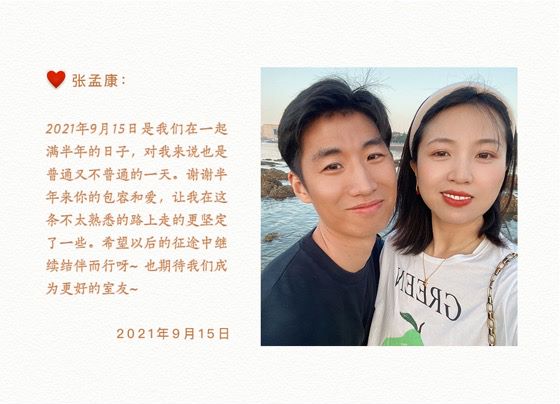 张孟康：
2021年9月15日是我们在一起
满半年的日子，对我来说也是
普通又不普通的一天。谢谢半
年来你的包容和爱，让我在这
条不太熟悉的路上走的更坚定
了一些。希望以后的征途中继
续结伴而行呀~ 也期待我们成
为更好的室友~
2021年9月15日
GREEN